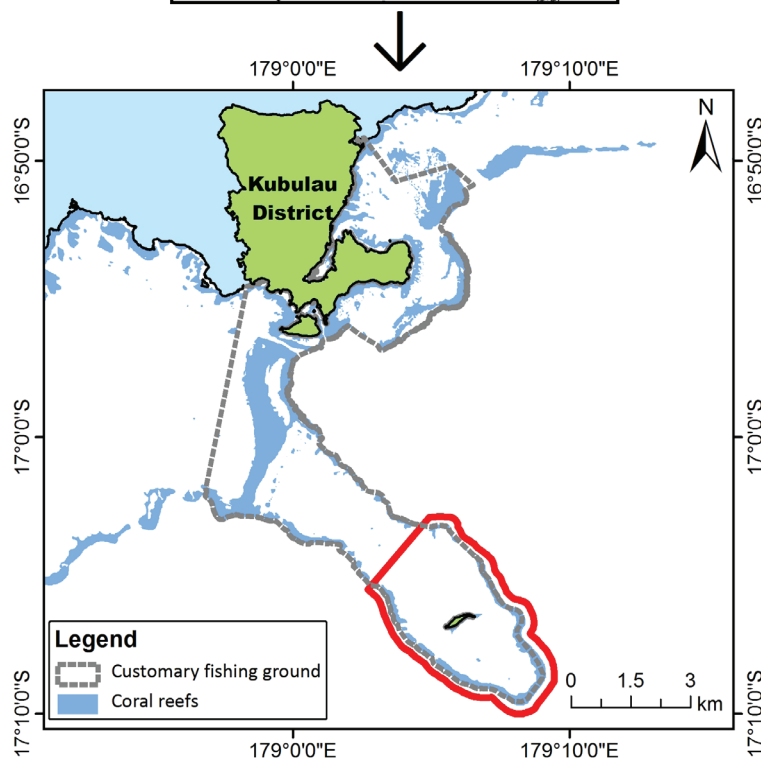 179°0'0"E 179°10'0"E
N
16°50'0"S 16°50'0"S
Kubulau
District
17°0'0"S 17°0'0"S
Legend
Customary fishing ground
Coral reefs
0 1.5 3
km
17°10'0"S 17°10'0"S
179°0'0"E 179°10'0"E